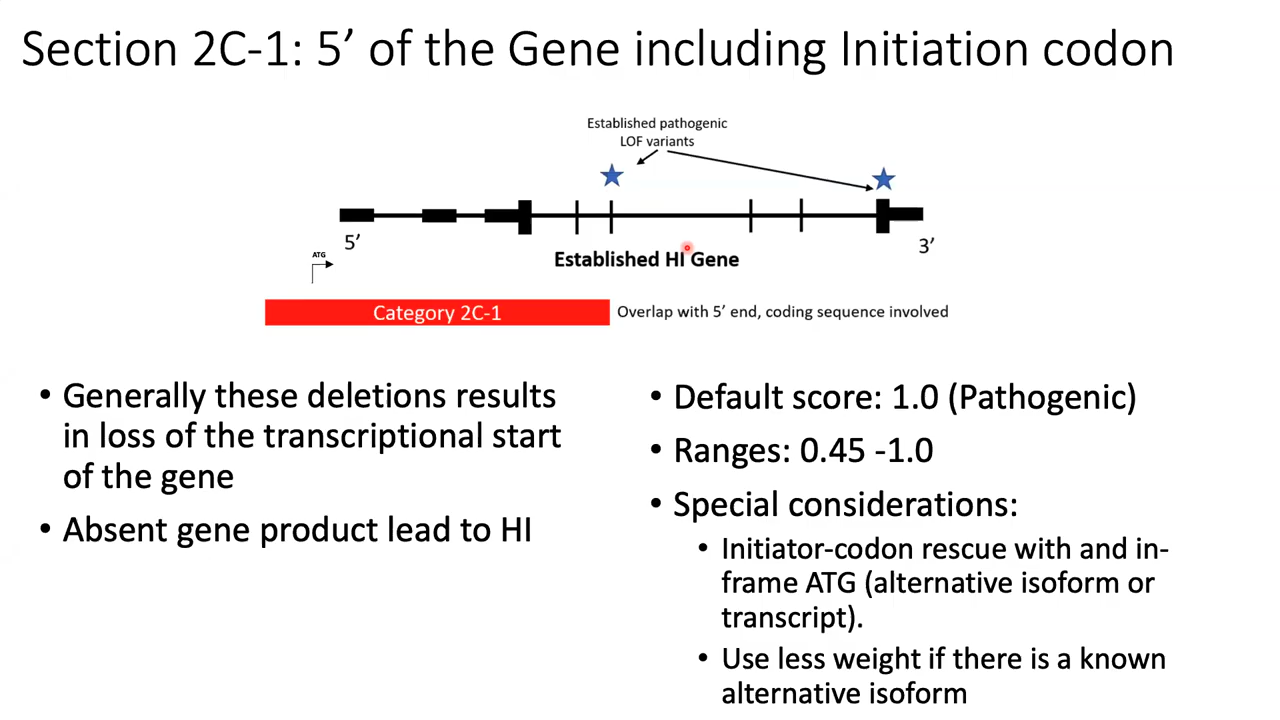 Section 2C-1: 5’ of the Gene including Initiation codon
Established pathogenic
LOF variants
5’
3’
ATG
Established HI Gene
Category 2C-1
Overlap with 5’ end, coding sequence involved
• Generally these deletions results
in loss of the transcriptional start
of the gene
• Absent gene product lead to HI
• Default score: 1.0 (Pathogenic)
• Ranges: 0.45 -1.0
• Special considerations:
• Initiator-codon rescue with and in-
frame ATG (alternative isoform or
transcript).
• Use less weight if there is a known
alternative isoform